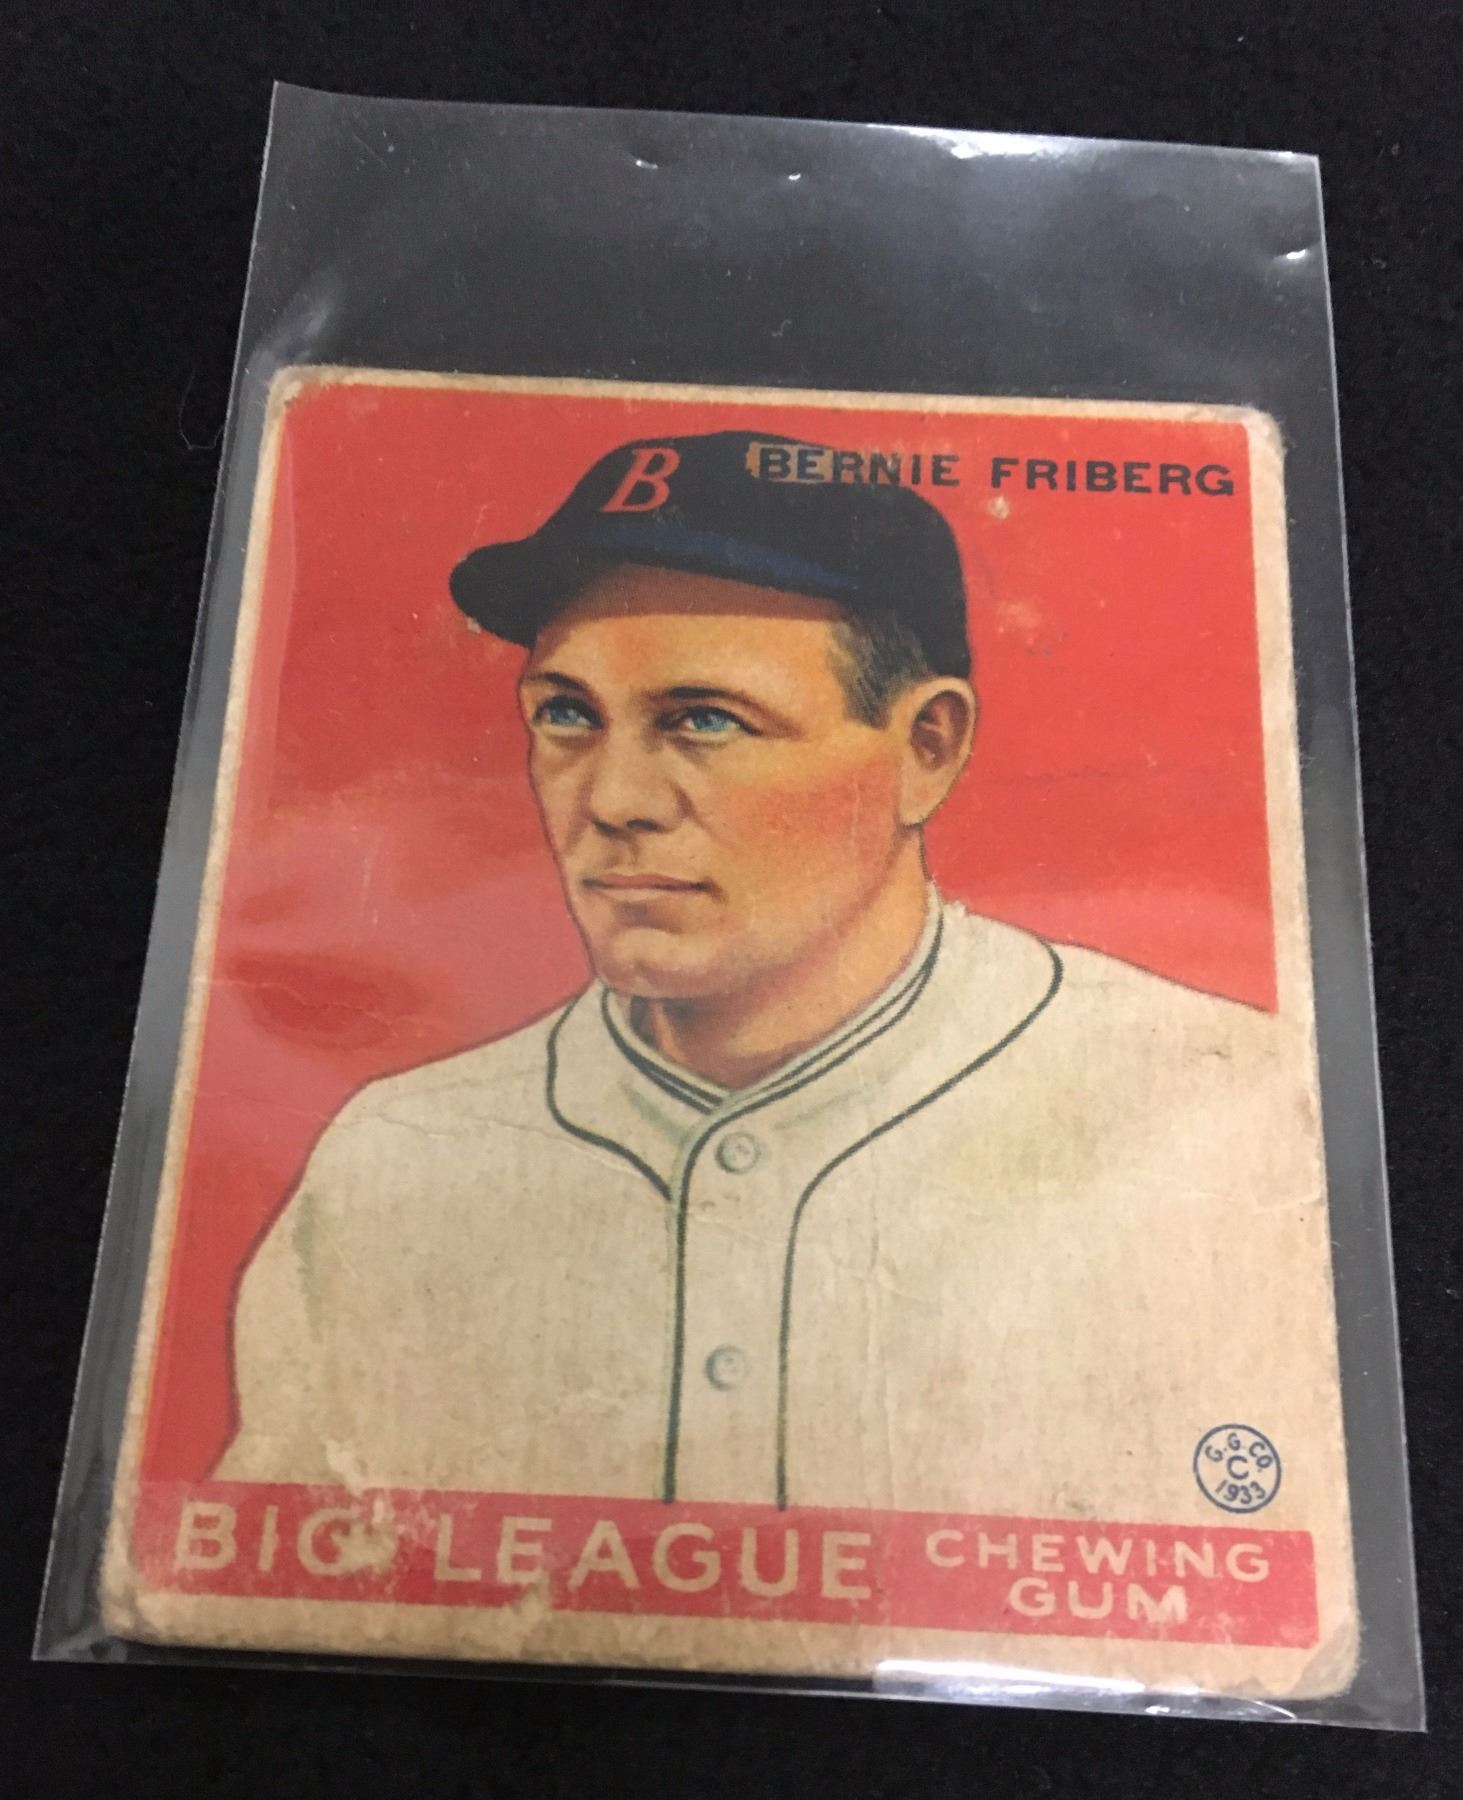 B
BERNIE FRIBERG
G.G.CO.
C
1933
BIG LEAGUE CHEWING
GUM